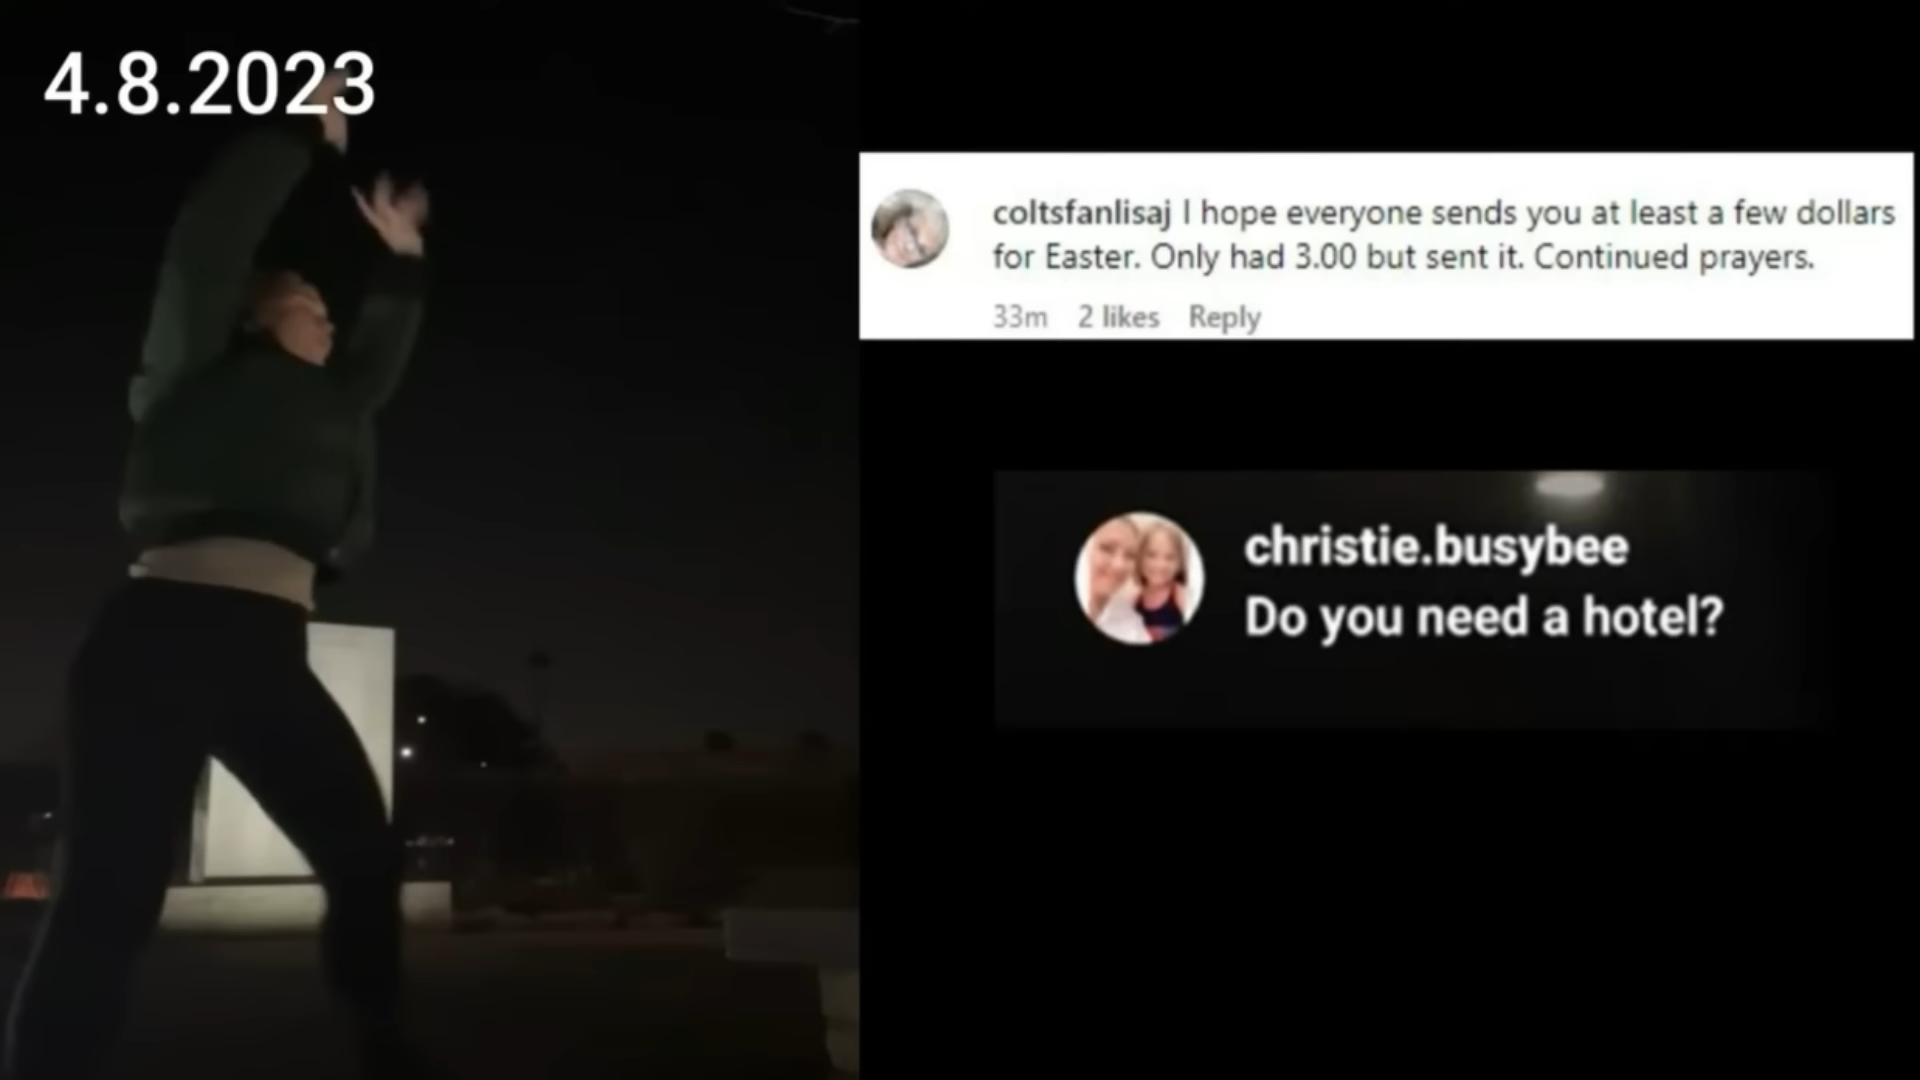 4.8.2023
coltsfanlisaj I hope everyone sends you at least a few dollars
for Easter. Only had 3.00 but sent it. Continued prayers.
33m 2 likes Reply
christie.busybee
Do you need a hotel?